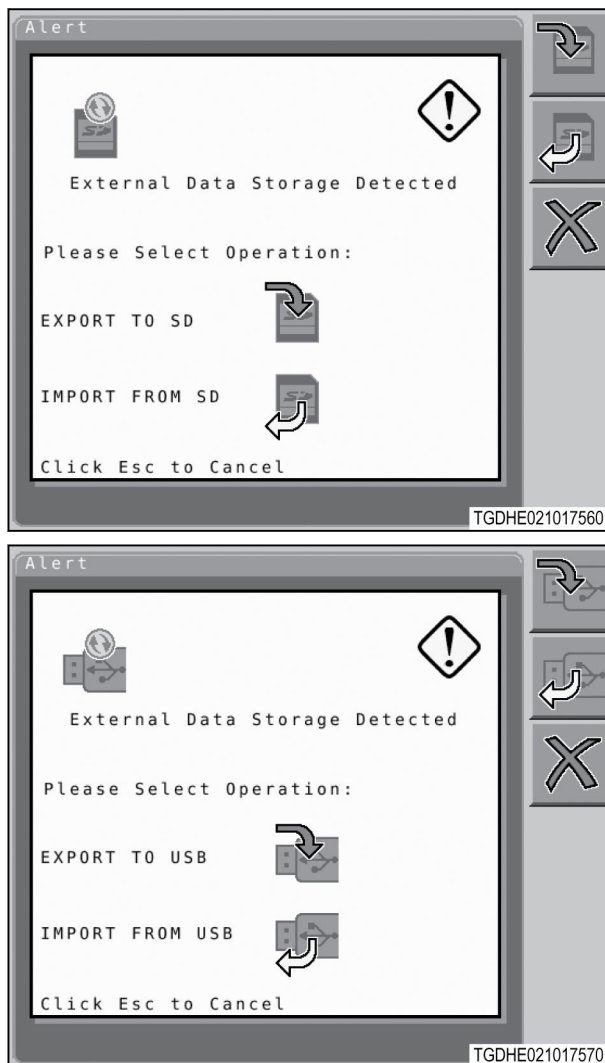 Alert
External Data Storage Detected
Please Select Operation:
EXPORT TO SD
IMPORT FROM SD
Click Esc to Cancel
TGDHE021017560
Alert
External Data Storage Detected
Please Select Operation:
EXPORT TO USB
IMPORT FROM USB
Click Esc to Cancel
TGDHE021017570